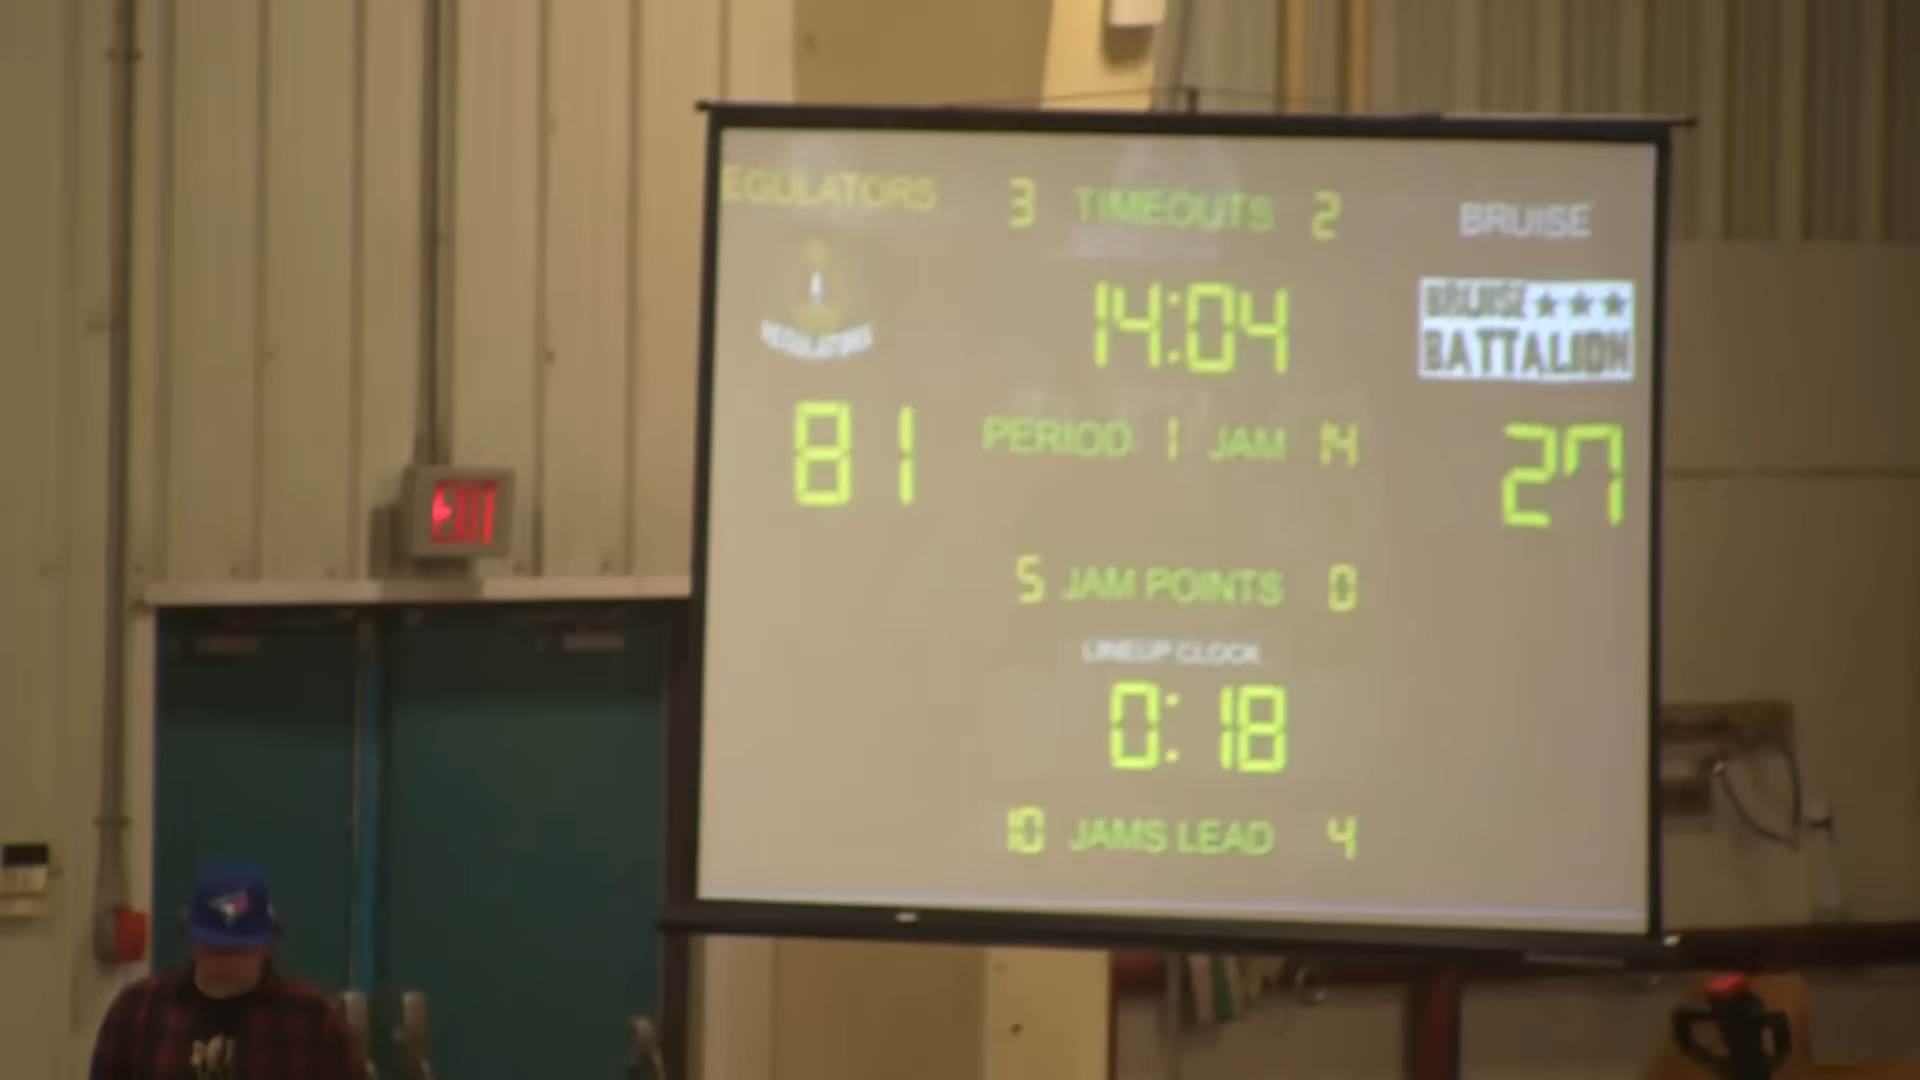 EGULATORS 3 TIMEOUTS 2 BRUISE
REGULATORS
14:04
BRUISE ★★★
BATTALION
81 PERIOD 1 JAM 14 27
5 JAM POINTS 0
LINEUP CLOCK
0:18
10 JAMS LEAD 4
EXIT